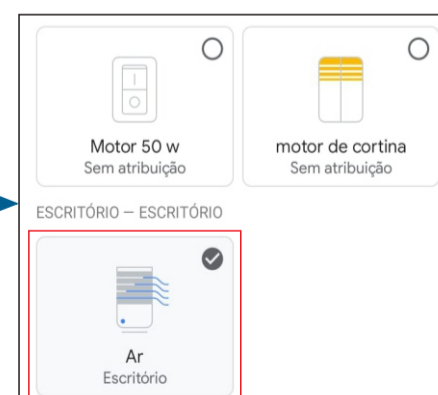 Motor 50 w
Sem atribuição
motor de cortina
Sem atribuição
ESCRITÓRIO – ESCRITÓRIO
Ar
Escritório